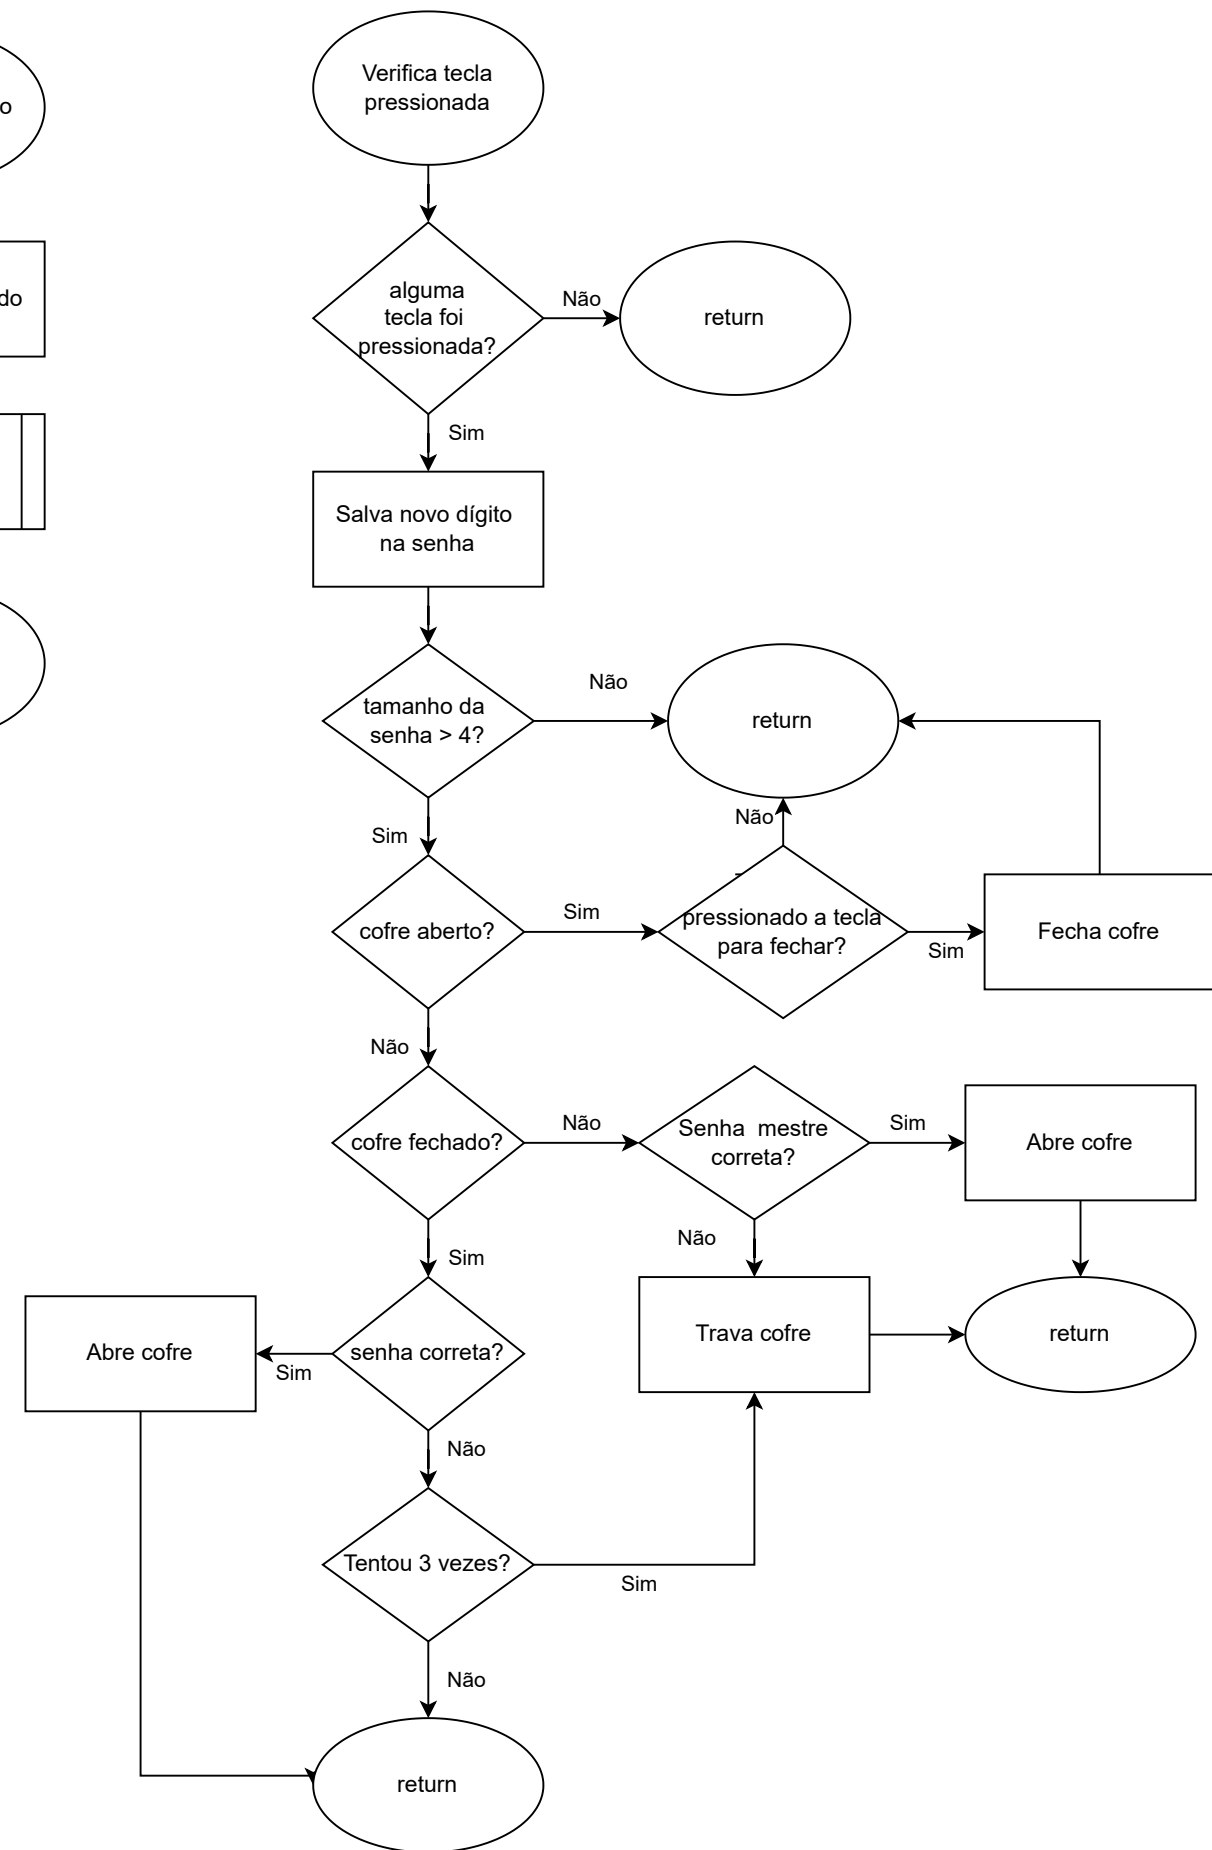 Verifica tecla
pressionada
alguma
tecla foi
pressionada?
Não
return
Sim
Salva novo dígito
na senha
tamanho da
senha > 4?
Não
return
Sim
Não
cofre aberto?
Sim
pressionado a tecla
para fechar?
Sim
Fecha cofre
Não
cofre fechado?
Não
Senha mestre
correta?
Sim
Abre cofre
Sim
Não
Trava cofre
return
Abre cofre
Sim
senha correta?
Não
Tentou 3 vezes?
Sim
Não
return